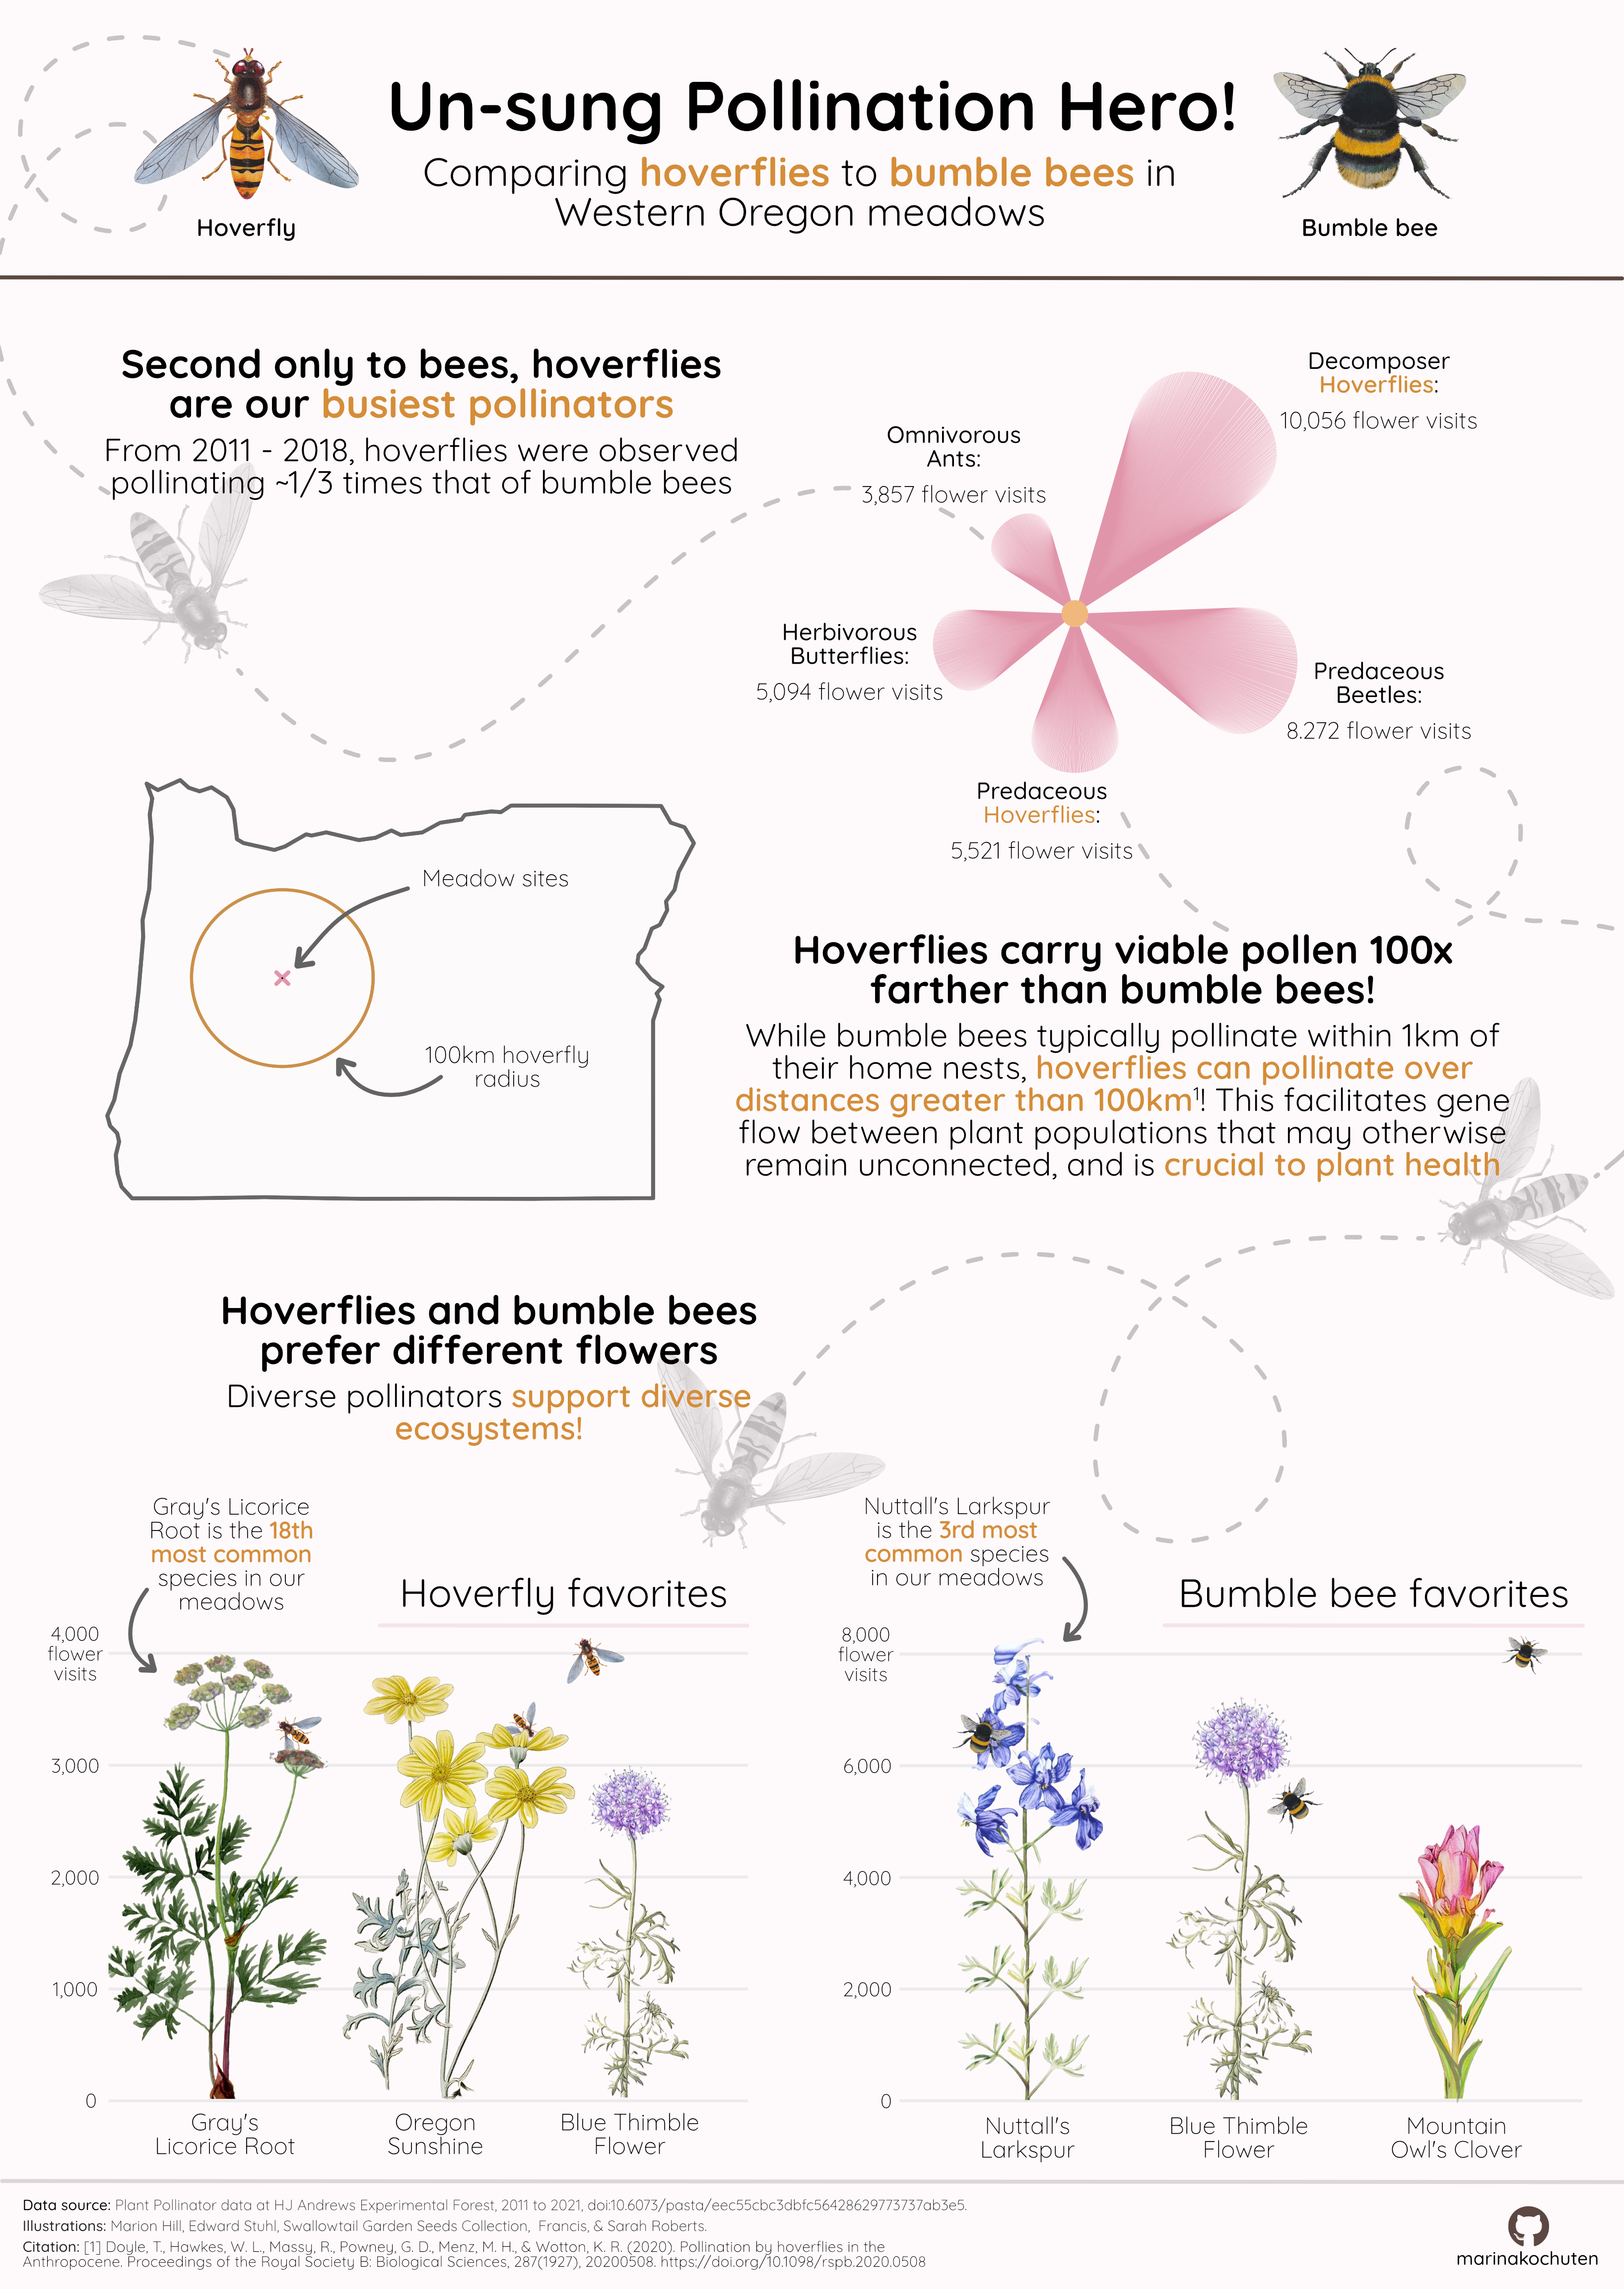 Un-sung Pollination Hero!
Comparing hoverflies to bumble bees in
Western Oregon meadows
Hoverfly
Bumble bee
Second only to bees, hoverflies
are our busiest pollinators
From 2011 - 2018, hoverflies were observed
pollinating ~1/3 times that of bumble bees
Decomposer
Hoverflies:
10,056 flower visits
Omnivorous
Ants:
3,857 flower visits
Herbivorous
Butterflies:
5,094 flower visits
Predaceous
Beetles:
8.272 flower visits
Predaceous
Hoverflies:
5,521 flower visits
Meadow sites
100km hoverfly
radius
Hoverflies carry viable pollen 100x
farther than bumble bees!
While bumble bees typically pollinate within 1km of
their home nests, hoverflies can pollinate over
distances greater than 100km¹! This facilitates gene
flow between plant populations that may otherwise
remain unconnected, and is crucial to plant health
Hoverflies and bumble bees
prefer different flowers
Diverse pollinators support diverse
ecosystems!
Gray's Licorice
Root is the 18th
most common
species in our
meadows
Hoverfly favorites
4,000
flower
visits
3,000
2,000
1,000
0
Gray's
Licorice Root
Oregon
Sunshine
Blue Thimble
Flower
Nuttall's Larkspur
is the 3rd most
common species
in our meadows
Bumble bee favorites
8,000
flower
visits
6,000
4,000
2,000
0
Nuttall's
Larkspur
Blue Thimble
Flower
Mountain
Owl's Clover
Data source: Plant Pollinator data at HJ Andrews Experimental Forest, 2011 to 2021, doi:10.6073/pasta/eec55cbc3dbfc56428629773737ab3e5.
Illustrations: Marion Hill, Edward Stuhl, Swallowtail Garden Seeds Collection, Francis, & Sarah Roberts.
Citation: [1] Doyle, T., Hawkes, W. L., Massy, R., Powney, G. D., Menz, M. H., & Wotton, K. R. (2020). Pollination by hoverflies in the
Anthropocene. Proceedings of the Royal Society B: Biological Sciences, 287(1927), 20200508. https://doi.org/10.1098/rspb.2020.0508
marinakochuten